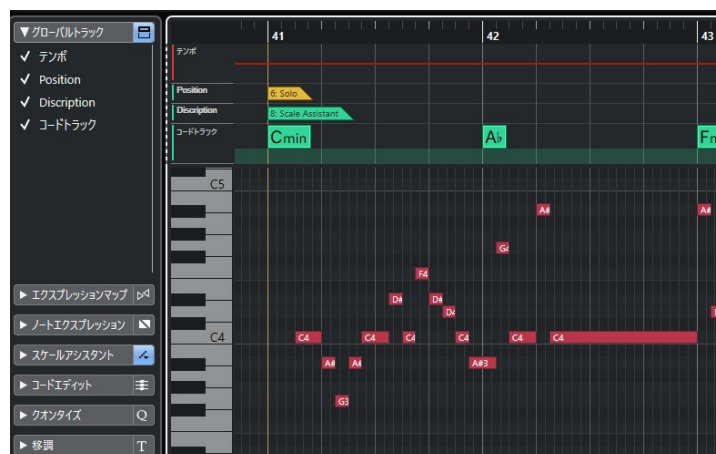 ▼ グローバルトラック
✓ テンポ
✓ Position
✓ Discription
✓ コードトラック
▶ エクスプレッションマップ
▶ ノートエクスプレッション
▶ スケールアシスタント
▶ コードエディット
▶ クオンタイズ Q
▶ 移調 T
41 42 43
テンポ
Position
6: Solo
Discription
8: Scale Assistant
コードトラック
Cmin A♭
C5
A# A#
G4
F4
D# D#
D4
C4 C4 C4 C4 C4 C4 C4
A# A# A#3
G3